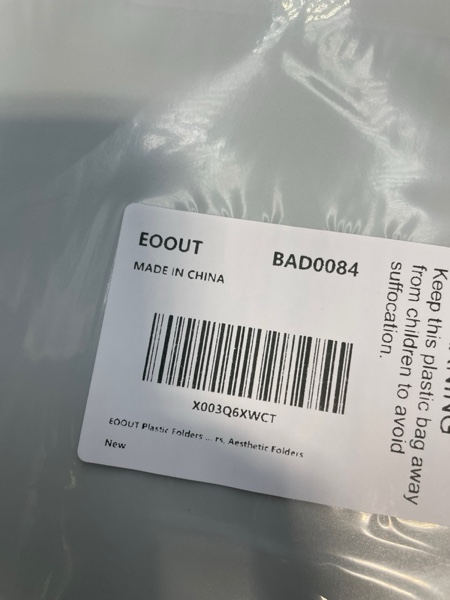 EOOUT
BAD0084
MADE IN CHINA
X003Q6XWCT
EOOUT Plastic Folders ... rs, Aesthetic Folders
New
Keep this plastic bag away
from children to avoid
suffocation.